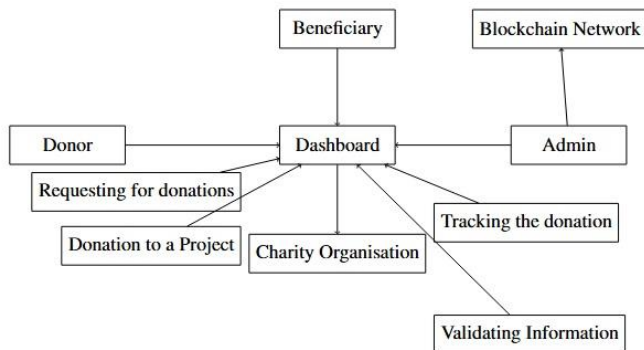 Beneficiary
Blockchain Network
Donor
Dashboard
Admin
Requesting for donations
Tracking the donation
Donation to a Project
Charity Organisation
Validating Information